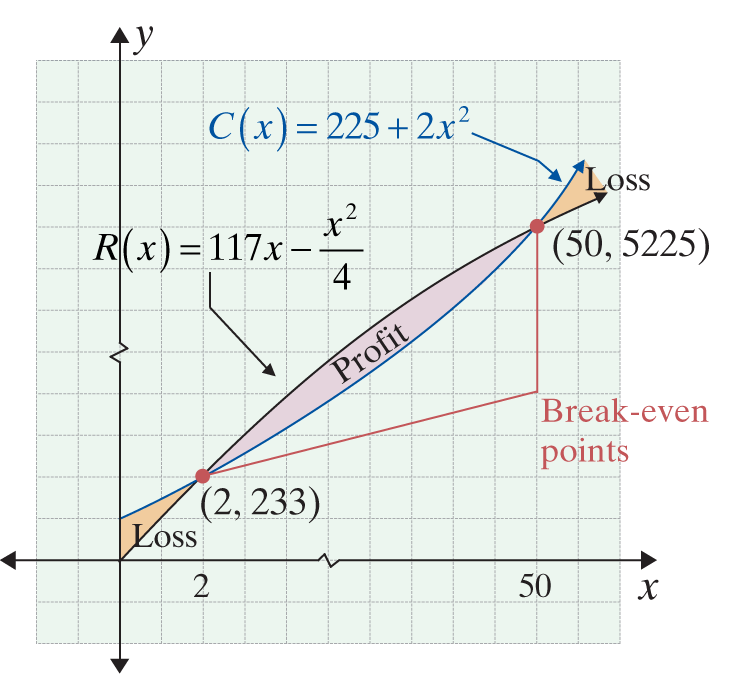 y
C(x) = 225 + 2x²
Loss
R(x) = 117x − x²/4
(50, 5225)
Profit
Break-even
points
(2, 233)
Loss
2
50
x